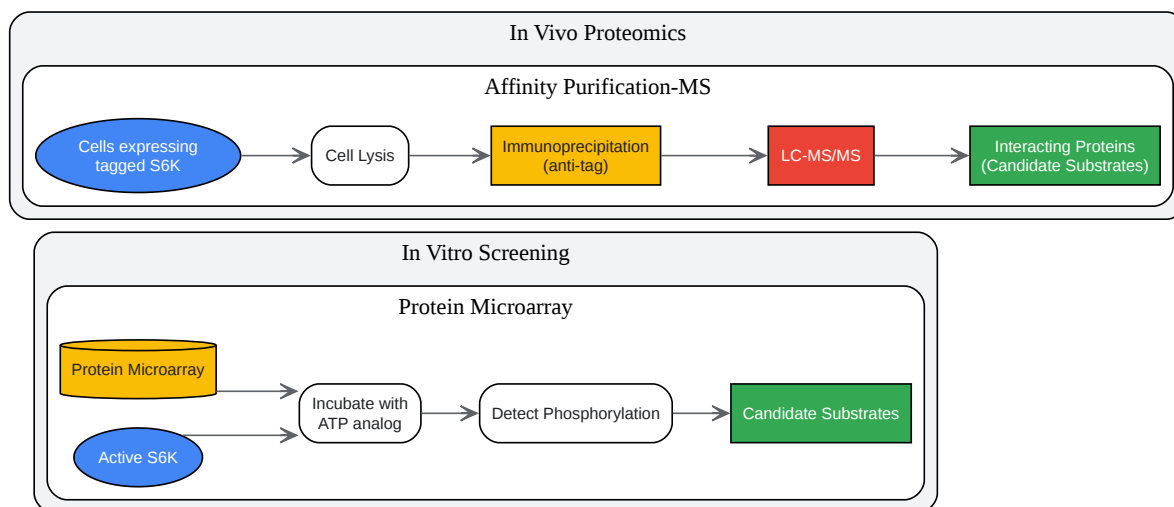 In Vivo Proteomics
Affinity Purification-MS
Cells expressing
tagged S6K
Cell Lysis
Immunoprecipitation
(anti-tag)
LC-MS/MS
Interacting Proteins
(Candidate Substrates)
In Vitro Screening
Protein Microarray
Protein Microarray
Active S6K
Incubate with
ATP analog
Detect Phosphorylation
Candidate Substrates